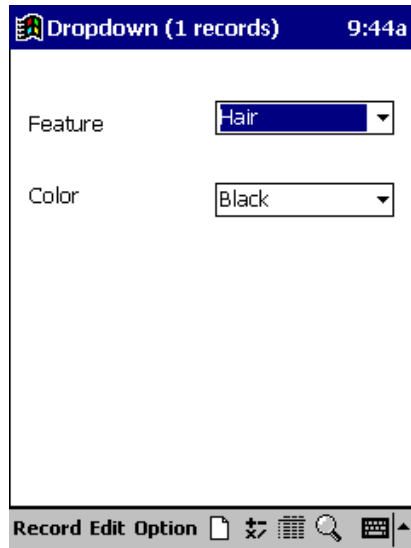 Dropdown (1 records) 9:44a
Feature Hair
Color Black
Record Edit Option